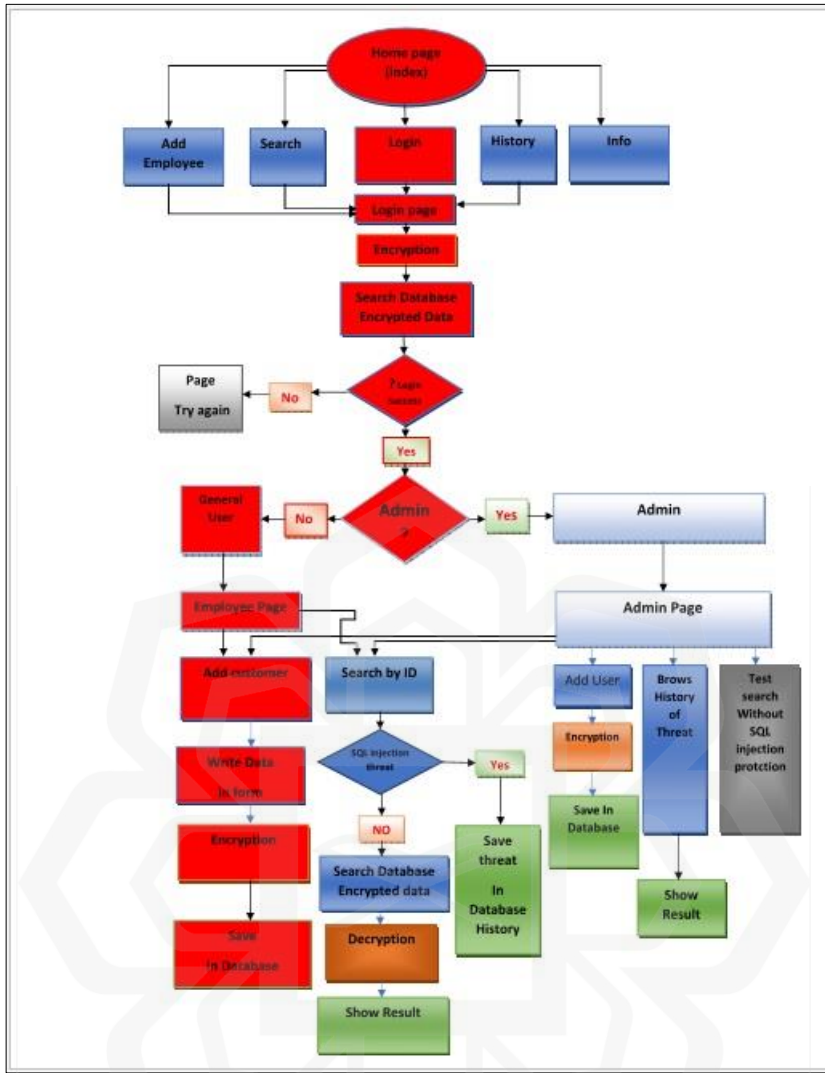 Home page
(index)
Add
Employee
Search
Login
History
Info
Login page
Encryption
Search Database
Encrypted Data
? Login
success
No
Page
Try again
Yes
General
User
No
Admin
?
Yes
Admin
Employee Page
Admin Page
Add customer
Search by ID
Add User
Brows
History
of
Threat
Test
search
Without
SQL
injection
protction
Write Data
in form
SQL injection
threat
Yes
Encryption
Encryption
NO
Save In
Database
Search Database
Encrypted data
Save
threat
In
Database
History
Show
Result
Save
in Database
Decryption
Show Result